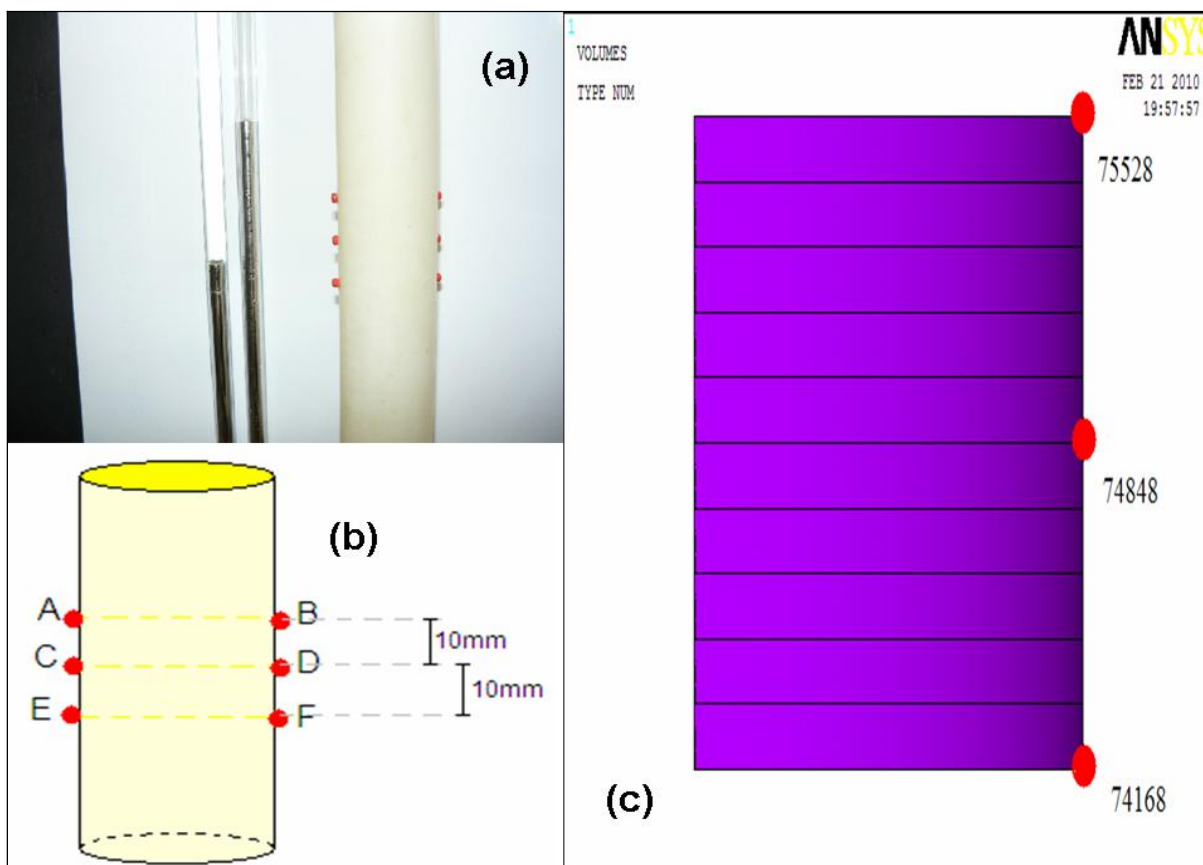 (a)
(b)
A
B
10mm
C
D
10mm
E
F
1
VOLUMES
TYPE NUM
ANSYS
FEB 21 2010
19:57:57
75528
74848
(c)
74168